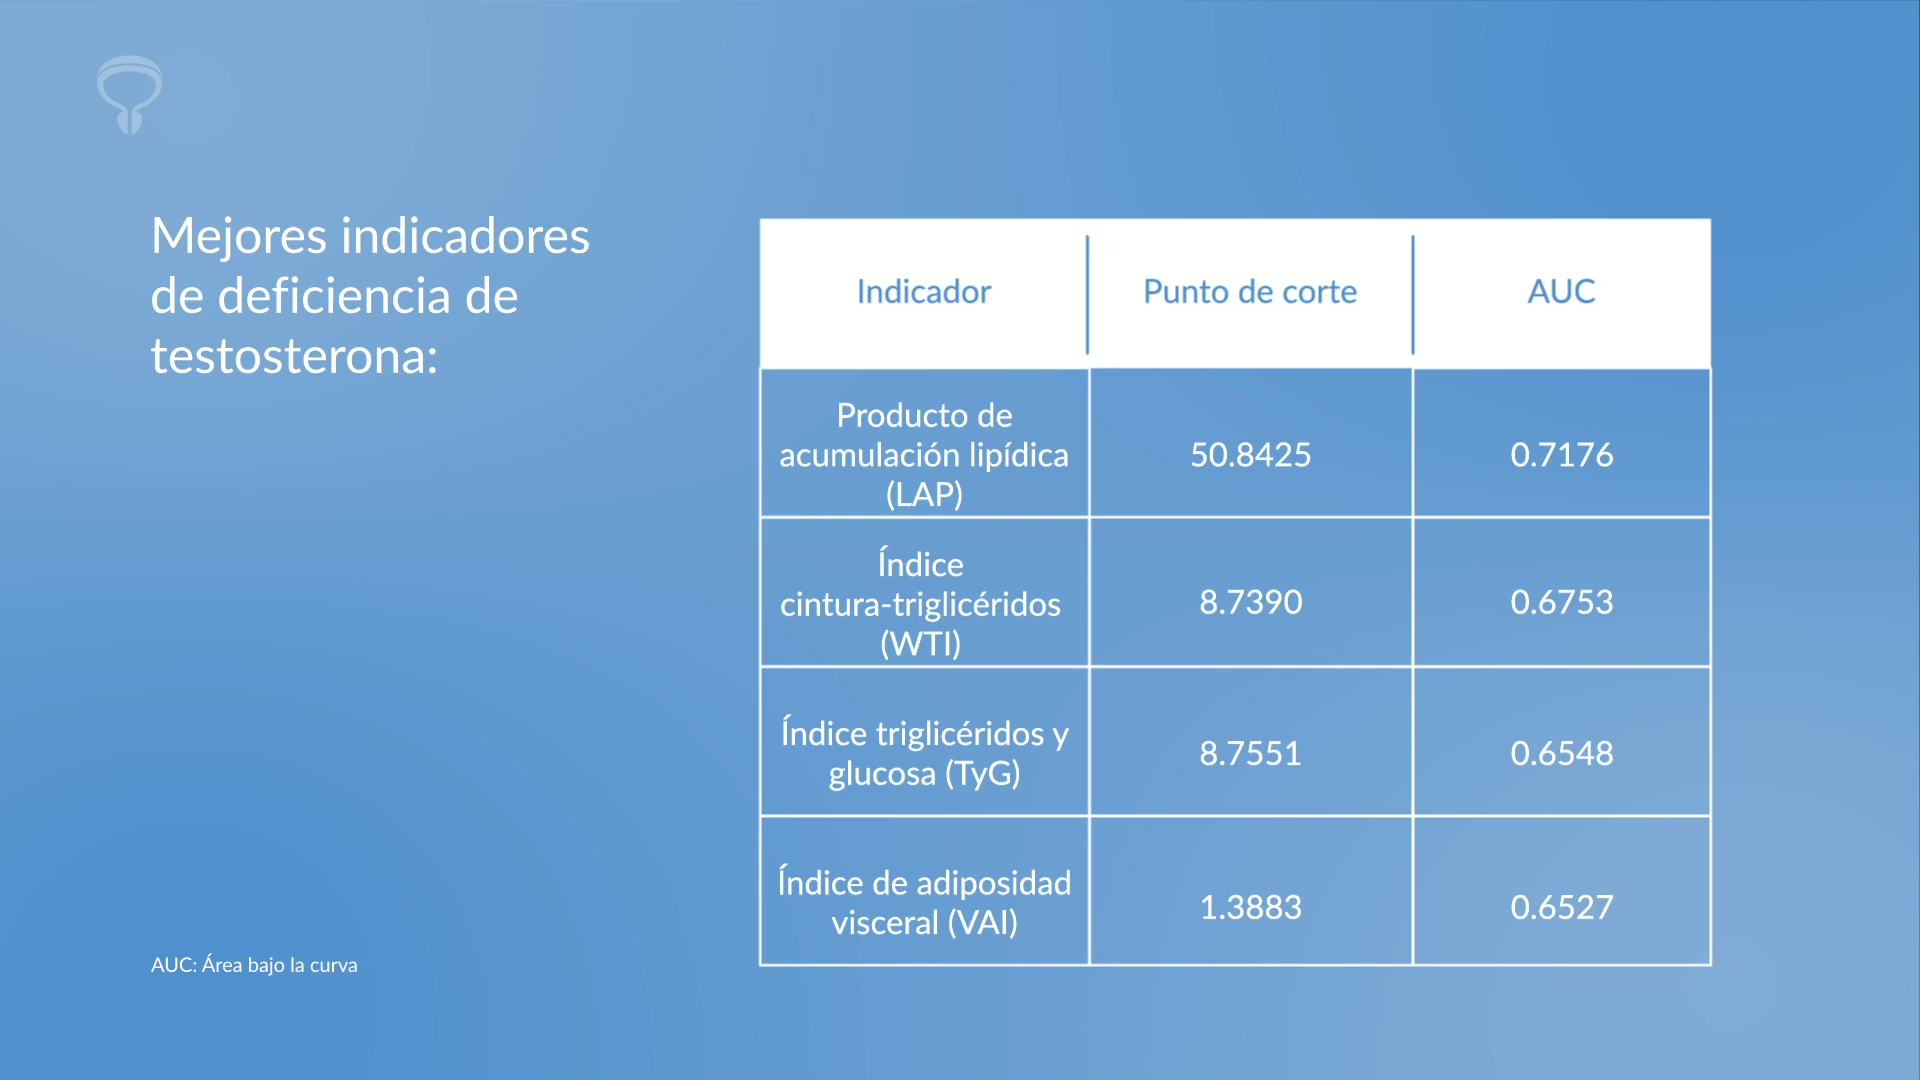 Mejores indicadores
de deficiencia de
testosterona:
Indicador
Punto de corte
AUC
Producto de
acumulación lipídica
(LAP)
50.8425
0.7176
Índice
cintura-triglicéridos
(WTI)
8.7390
0.6753
Índice triglicéridos y
glucosa (TyG)
8.7551
0.6548
Índice de adiposidad
visceral (VAI)
1.3883
0.6527
AUC: Área bajo la curva